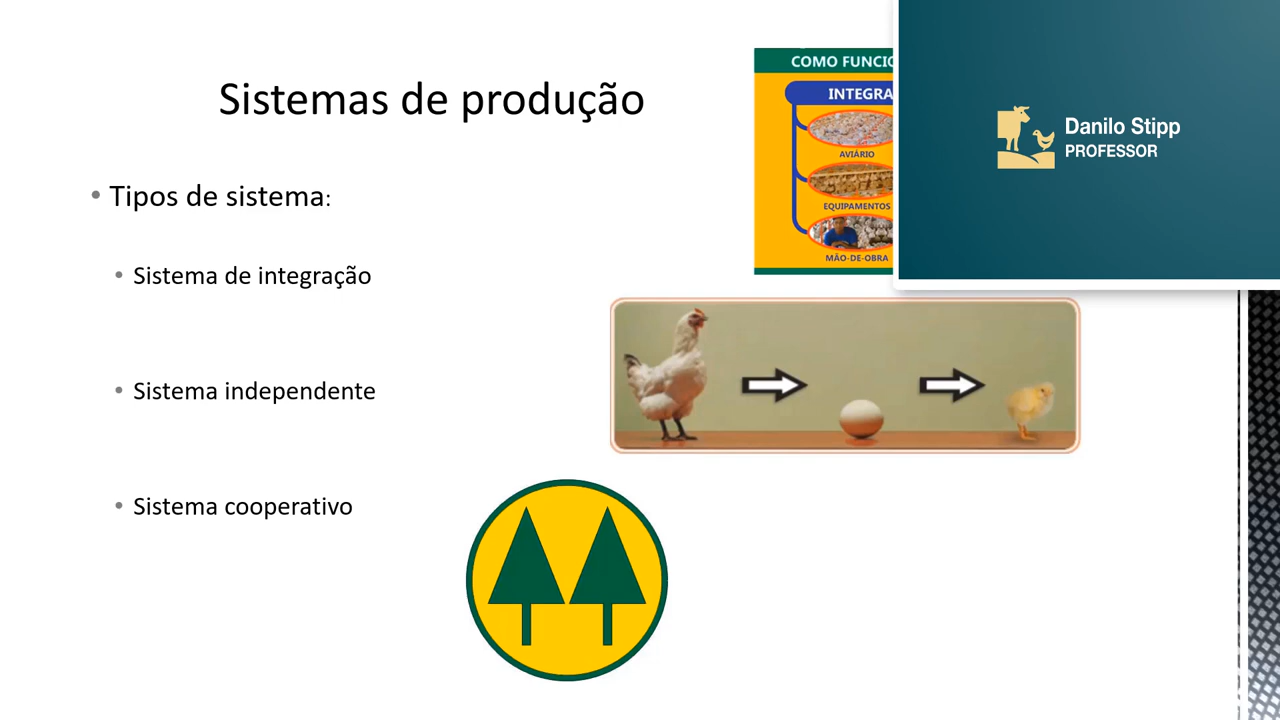 Sistemas de produção
• Tipos de sistema:
• Sistema de integração
• Sistema independente
• Sistema cooperativo
COMO FUNCIO
INTEGRA
AVIÁRIO
EQUIPAMENTOS
MÃO-DE-OBRA
Danilo Stipp
PROFESSOR